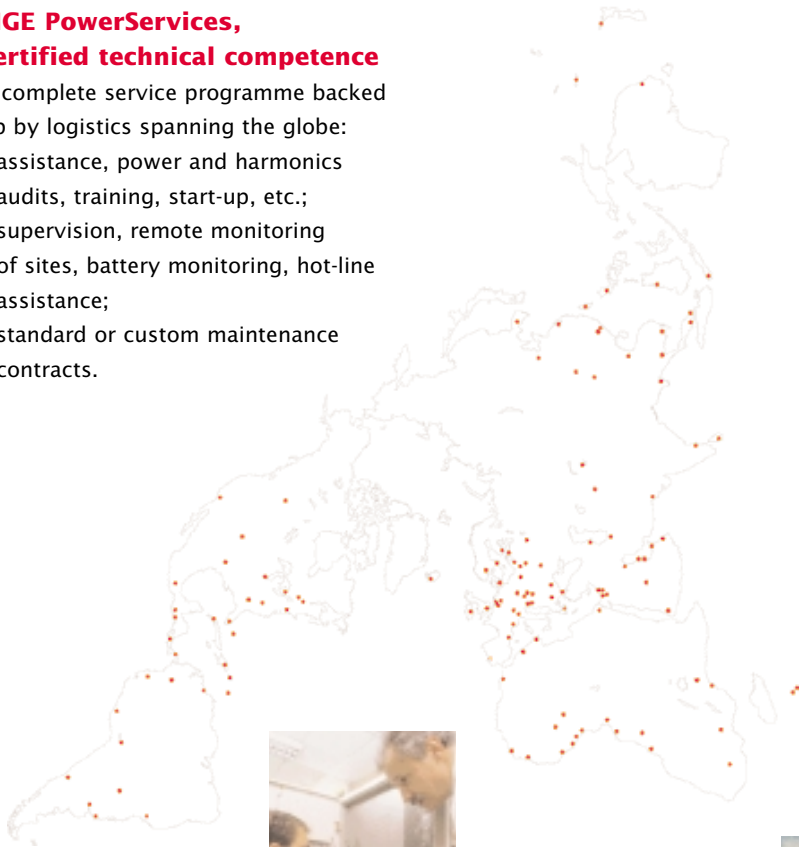 GE PowerServices,
ertified technical competence
complete service programme backed
p by logistics spanning the globe:
assistance, power and harmonics
audits, training, start-up, etc.;
supervision, remote monitoring
of sites, battery monitoring, hot-line
assistance;
standard or custom maintenance
contracts.